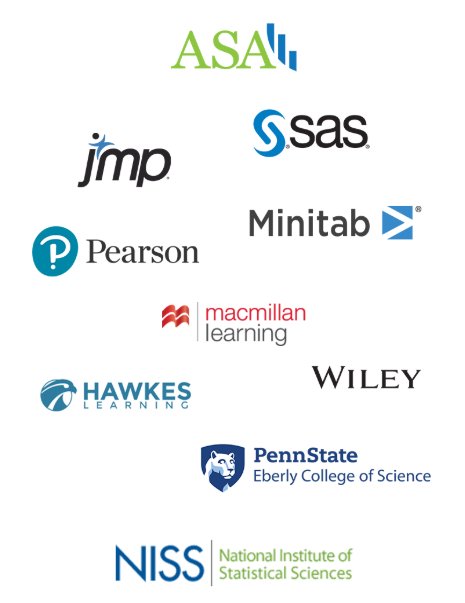 ASA
sas
jmp
Minitab ®
Pearson
macmillan
learning
WILEY
HAWKES
LEARNING
PennState
Eberly College of Science
NISS
National Institute of
Statistical Sciences